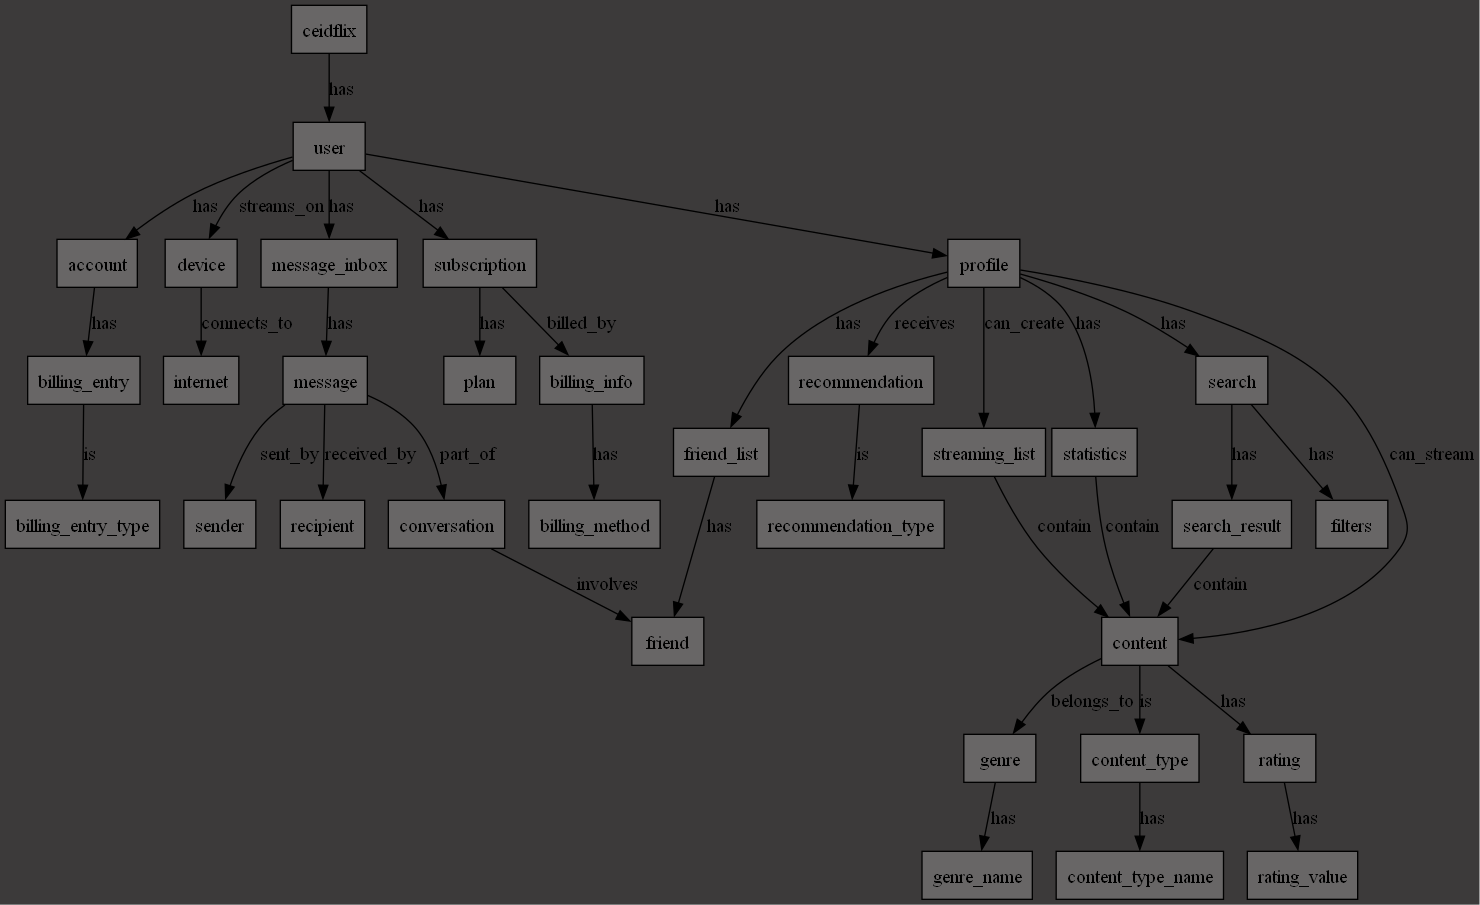 ceidflix
has
user
has
streams_on
has
has
has
account
device
message_inbox
subscription
profile
has
connects_to
has
has
billed_by
has
receives
can_create
has
has
billing_entry
internet
message
plan
billing_info
recommendation
search
is
sent_by
received_by
part_of
has
friend_list
is
streaming_list
statistics
has
has
can_stream
billing_entry_type
sender
recipient
conversation
billing_method
has
recommendation_type
contain
contain
search_result
filters
involves
contain
friend
content
belongs_to
is
has
genre
content_type
rating
has
has
has
genre_name
content_type_name
rating_value